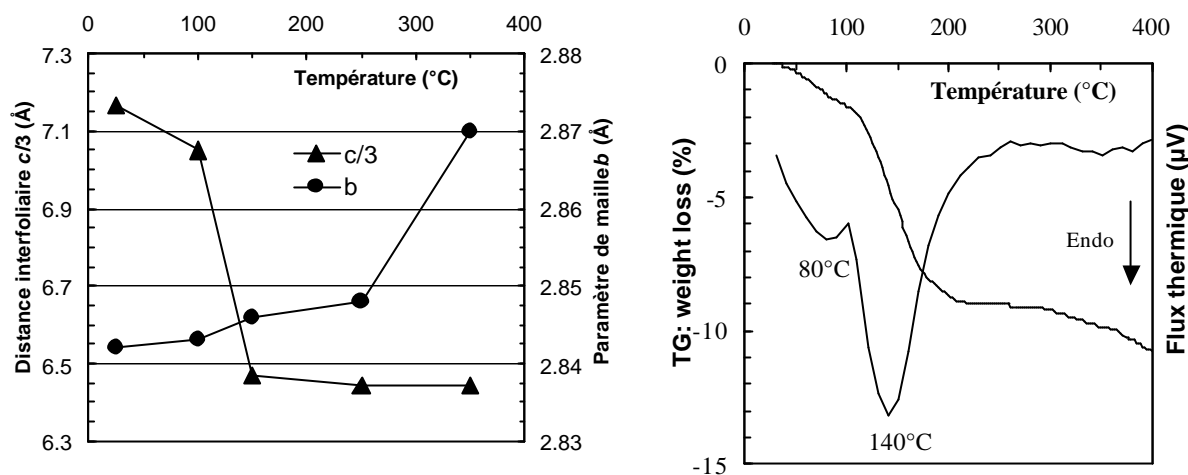 0 100 200 300 400
7.3
7.1
6.9
6.7
6.5
6.3
Distance interfoliaire c/3 (Å)
Température (°C)
c/3
b
2.88
2.87
2.86
2.85
2.84
2.83
Paramètre de mailleb (Å)
0 100 200 300 400
0
-5
-10
-15
TG: weight loss (%)
Température (°C)
80°C
140°C
Endo
Flux thermique (µV)